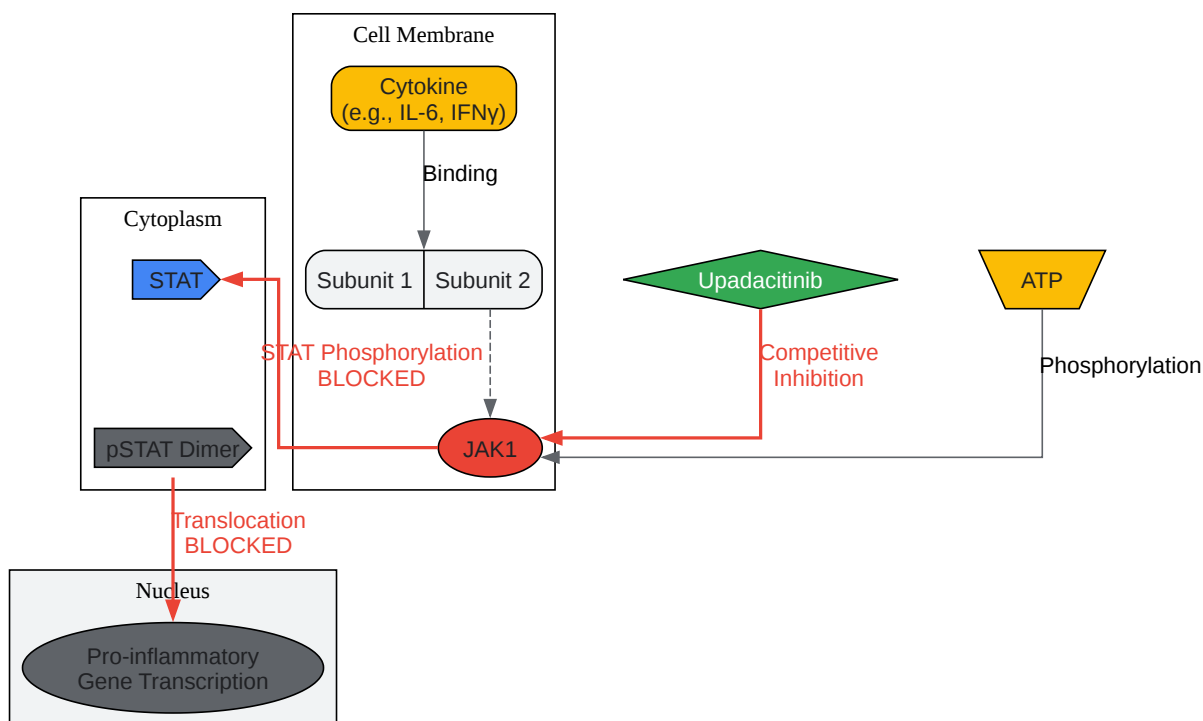 Cell Membrane
Cytokine
(e.g., IL-6, IFNγ)
Binding
Cytoplasm
STAT
Subunit 1
Subunit 2
Upadacitinib
ATP
STAT Phosphorylation
BLOCKED
Competitive
Inhibition
Phosphorylation
pSTAT Dimer
JAK1
Translocation
BLOCKED
Nucleus
Pro-inflammatory
Gene Transcription